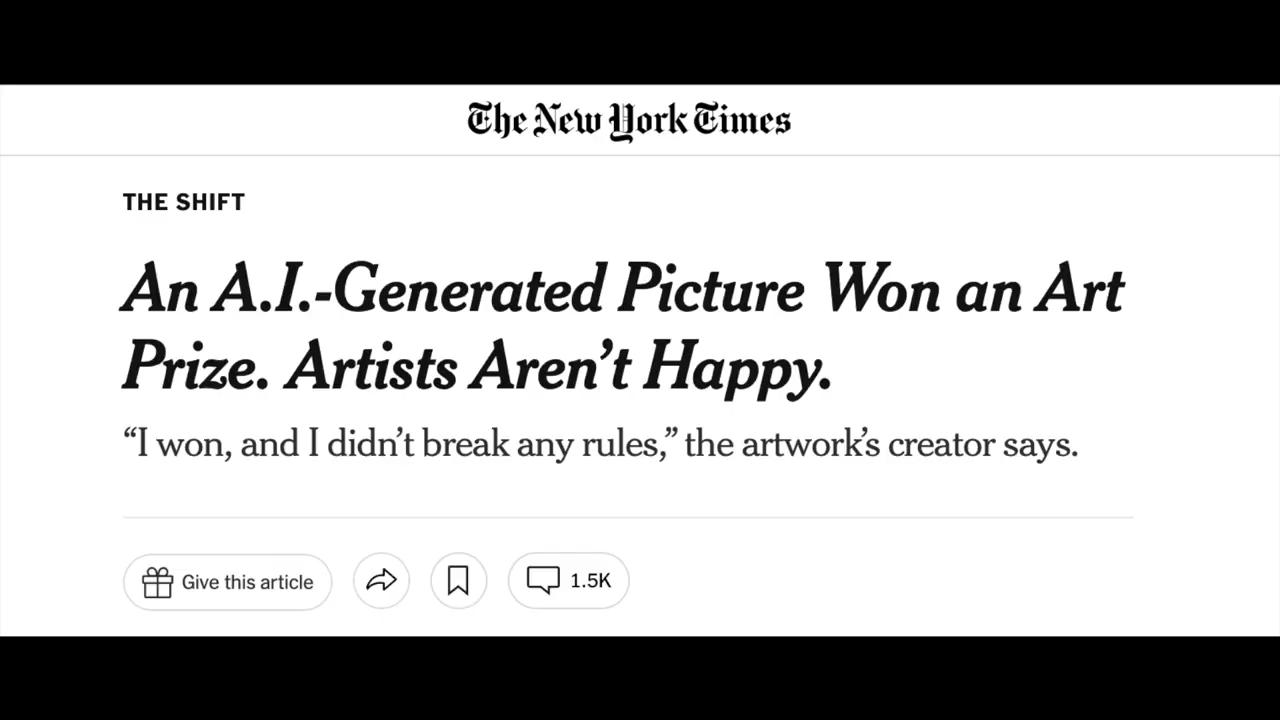 The New York Times
THE SHIFT
An A.I.-Generated Picture Won an Art
Prize. Artists Aren’t Happy.
“I won, and I didn’t break any rules,” the artwork’s creator says.
Give this article
1.5K